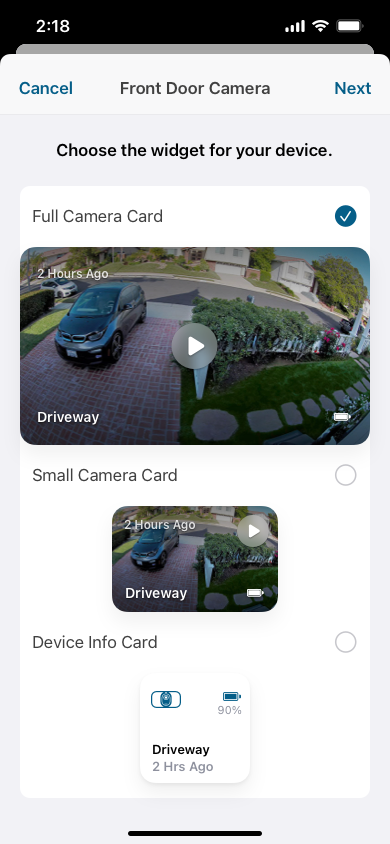 2:18
Cancel Front Door Camera Next
Choose the widget for your device.
Full Camera Card
2 Hours Ago
Driveway
Small Camera Card
2 Hours Ago
Driveway
Device Info Card
90%
Driveway
2 Hrs Ago